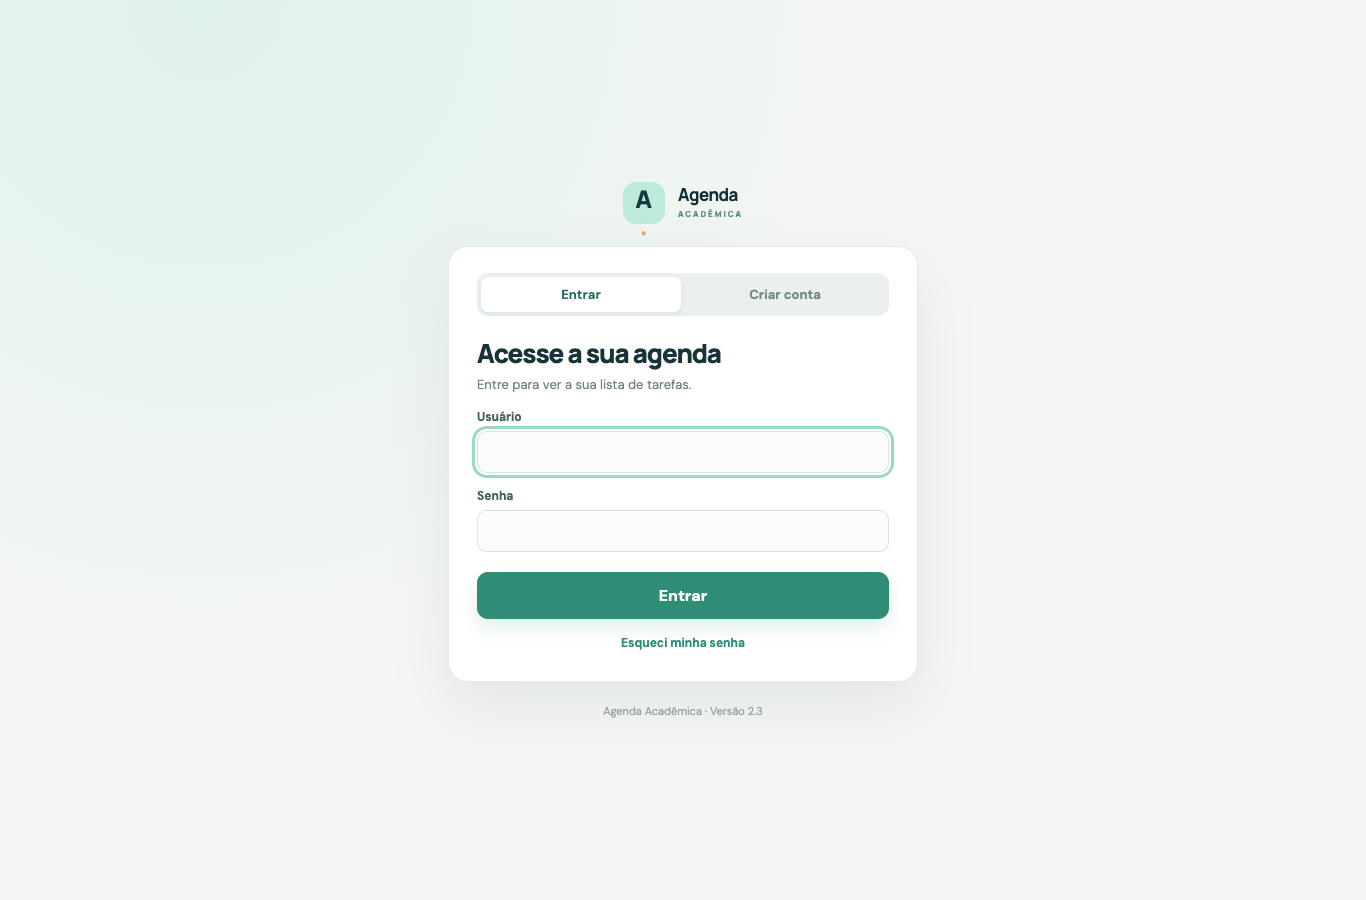 A
Agenda
ACADÊMICA
Entrar
Criar conta
Acesse a sua agenda
Entre para ver a sua lista de tarefas.
Usuário
Senha
Entrar
Esqueci minha senha
Agenda Acadêmica · Versão 2.3